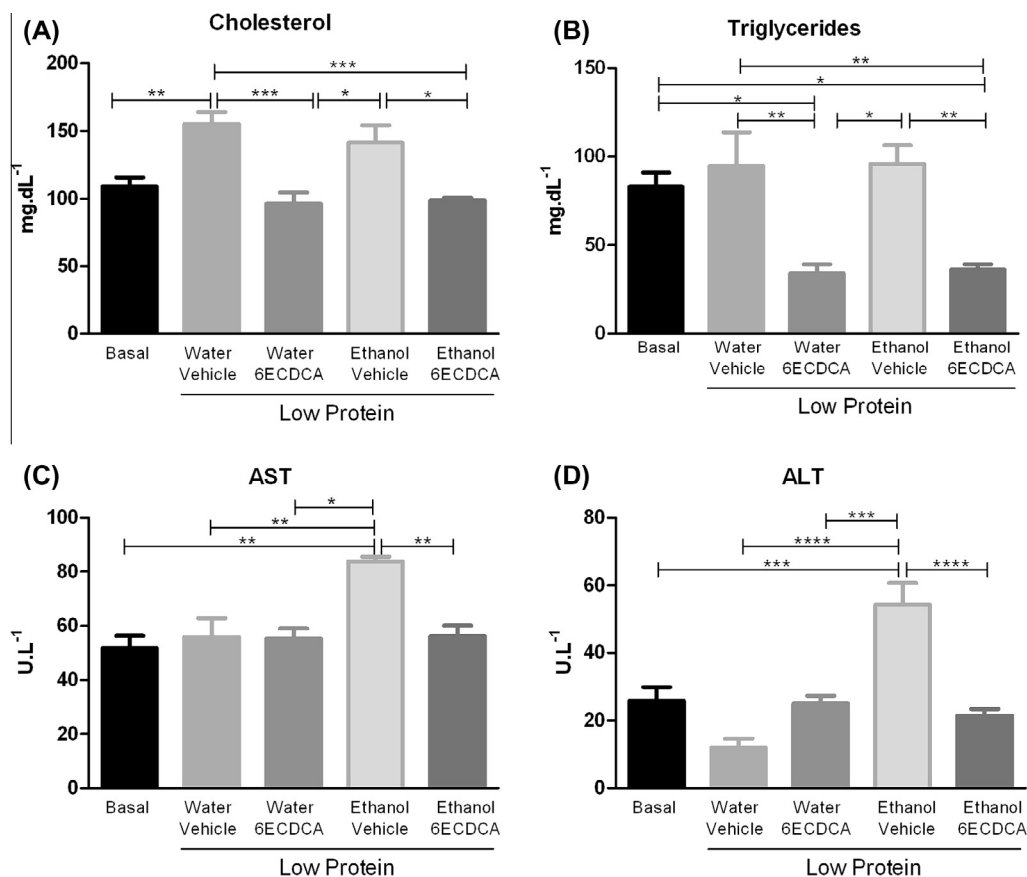 (A)
Cholesterol
mg.dL-1
200
150
100
50
0
***
** *** * *
Basal Water Water Ethanol Ethanol
Vehicle 6ECDCA Vehicle 6ECDCA
Low Protein
(B)
Triglycerides
mg.dL-1
150
100
50
0
**
*
*
** * **
Basal Water Water Ethanol Ethanol
Vehicle 6ECDCA Vehicle 6ECDCA
Low Protein
(C)
AST
U.L-1
100
80
60
40
20
0
*
**
** **
Basal Water Water Ethanol Ethanol
Vehicle 6ECDCA Vehicle 6ECDCA
Low Protein
(D)
ALT
U.L-1
80
60
40
20
0
***
****
*** ****
Basal Water Water Ethanol Ethanol
Vehicle 6ECDCA Vehicle 6ECDCA
Low Protein